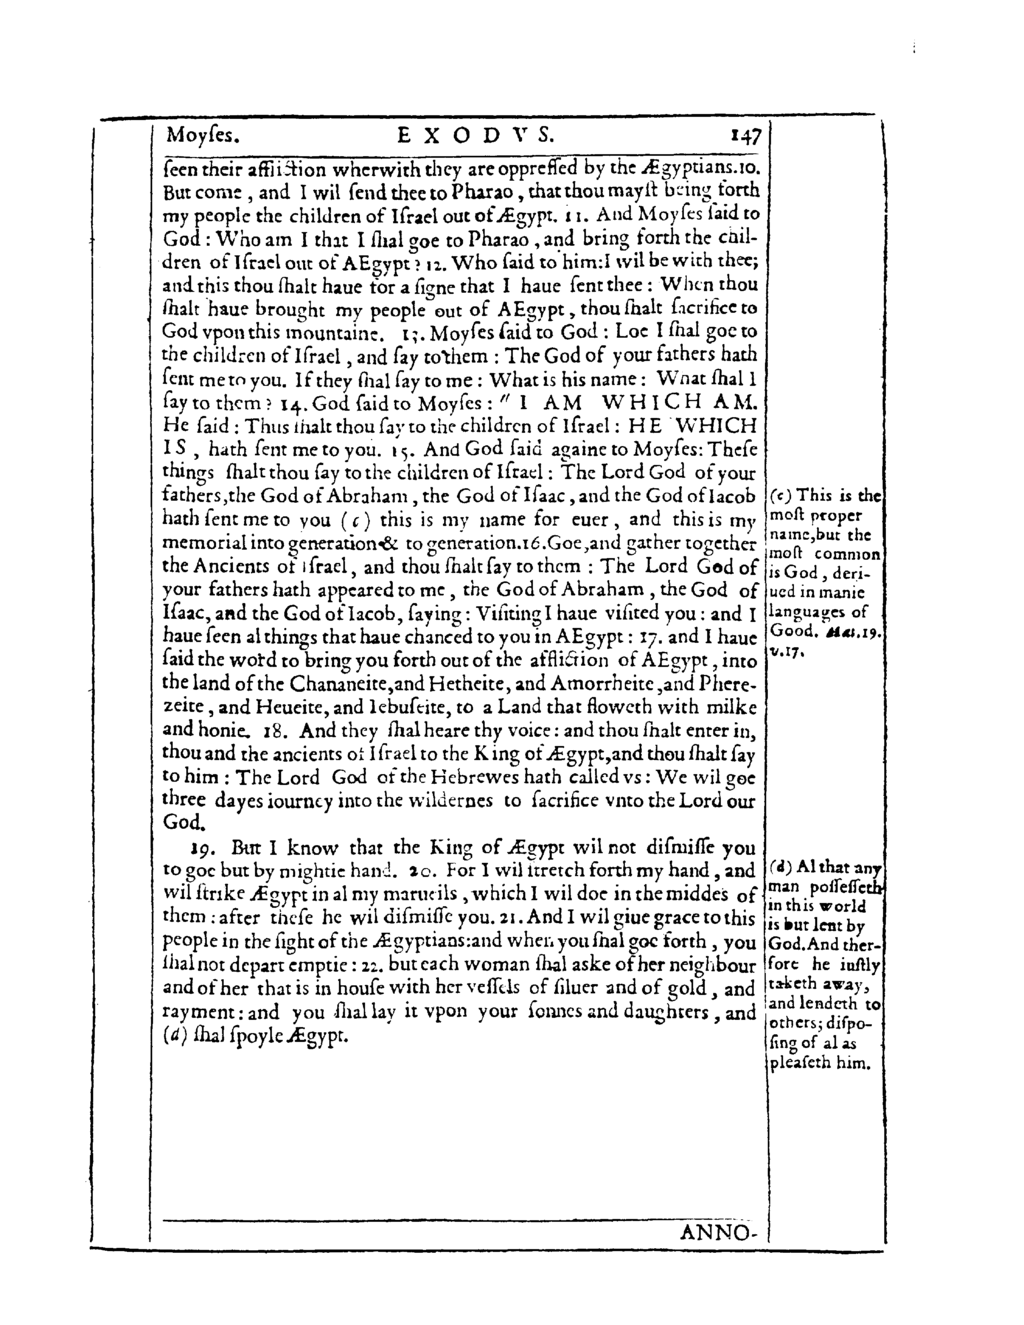 Moyſes. E X O D V S. 147
ſeen their affliction wherwith they are oppreſſed by the Ægyptians.10.
But come , and I wil ſend thee to Pharao , that thou mayſt bring forth
my people the children of Iſrael out of Ægypt. 11. And Moyſes ſaid to
God : Who am I that I ſhal goe to Pharao , and bring forth the chil-
dren of Iſrael out of AEgypt ? 12. Who ſaid to him:I wil be with thee;
and this thou ſhalt haue for a ſigne that I haue ſent thee : When thou
ſhalt haue brought my people out of AEgypt , thou ſhalt ſacrifice to
God vpon this mountaine. 13. Moyſes ſaid to God : Loe I ſhal goe to
the children of Iſrael , and ſay to them : The God of your fathers hath
ſent me to you. If they ſhal ſay to me : What is his name : What ſhal I
ſay to them ? 14. God ſaid to Moyſes : " I AM WHICH AM.
He ſaid : Thus ſhalt thou ſay to the children of Iſrael : HE WHICH
IS , hath ſent me to you. 15. And God ſaid againe to Moyſes: Theſe
things ſhalt thou ſay to the children of Iſrael : The Lord God of your
fathers,the God of Abraham , the God of Iſaac , and the God of Iacob
hath ſent me to you (c) this is my name for euer , and this is my
memorial into generation & to generation.16.Goe,and gather together
the Ancients of Iſrael, and thou ſhalt ſay to them : The Lord God of
your fathers hath appeared to me , the God of Abraham , the God of
Iſaac, and the God of Iacob, ſaying : Viſiting I haue viſited you : and I
haue ſeen al things that haue chanced to you in AEgypt : 17. and I haue
ſaid the word to bring you forth out of the affliction of AEgypt , into
the land of the Chananeite,and Hetheite, and Amorrheite ,and Phere-
zeite , and Heueite, and Iebuſeite, to a Land that floweth with milke
and honie. 18. And they ſhal heare thy voice : and thou ſhalt enter in,
thou and the ancients of Iſrael to the King of Ægypt,and thou ſhalt ſay
to him : The Lord God of the Hebrewes hath called vs : We wil goe
three dayes iourney into the wildernes to ſacrifice vnto the Lord our
God.
19. But I know that the King of Ægypt wil not diſmiſſe you
to goe but by mightie hand. 20. For I wil ſtretch forth my hand , and
wil ſtrike Ægypt in al my marueils , which I wil doe in the middes of
them : after theſe he wil diſmiſſe you. 21. And I wil giue grace to this
people in the ſight of the Ægyptians:and when you ſhal goe forth , you
ſhal not depart emptie : 22. but each woman ſhal aske of her neighbour
and of her that is in houſe with her veſſels of ſiluer and of gold , and
rayment : and you ſhal lay it vpon your ſonnes and daughters , and
(d) ſhal ſpoyle Ægypt.
(c) This is the
moſt proper
name,but the
moſt common
is God , deri-
ued in manie
languages of
Good. Mat.19.
v.17.
(d) Al that any
man poſſeſſeth
in this world
is but lent by
God.And ther-
fore he iuſtly
taketh away,
and lendeth to
others; diſpo-
ſing of al as
pleaſeth him.
ANNO-